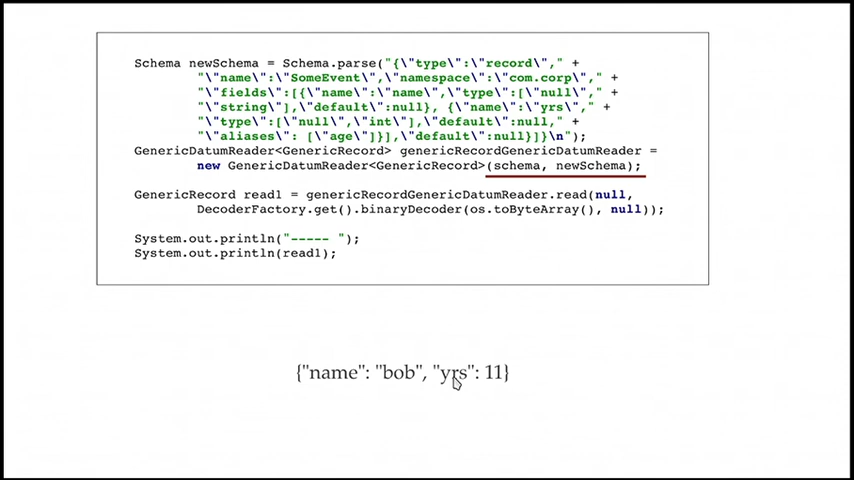 Schema newSchema = Schema.parse("{\"type\":\"record\"," +
"\"name\":\"SomeEvent\",\"namespace\":\"com.corp\"," +
"\"fields\":[{\"name\":\"name\",\"type\":[\"null\"," +
"\"string\"],\"default\":null}, {\"name\":\"yrs\"," +
"\"type\":[\"null\",\"int\"],\"default\":null," +
"\"aliases\": [\"age\"]}],\"default\":null}]}\n");
GenericDatumReader<GenericRecord> genericRecordGenericDatumReader =
new GenericDatumReader<GenericRecord>(schema, newSchema);
GenericRecord read1 = genericRecordGenericDatumReader.read(null,
DecoderFactory.get().binaryDecoder(os.toByteArray(), null));
System.out.println("----- ");
System.out.println(read1);
{"name": "bob", "yrs": 11}